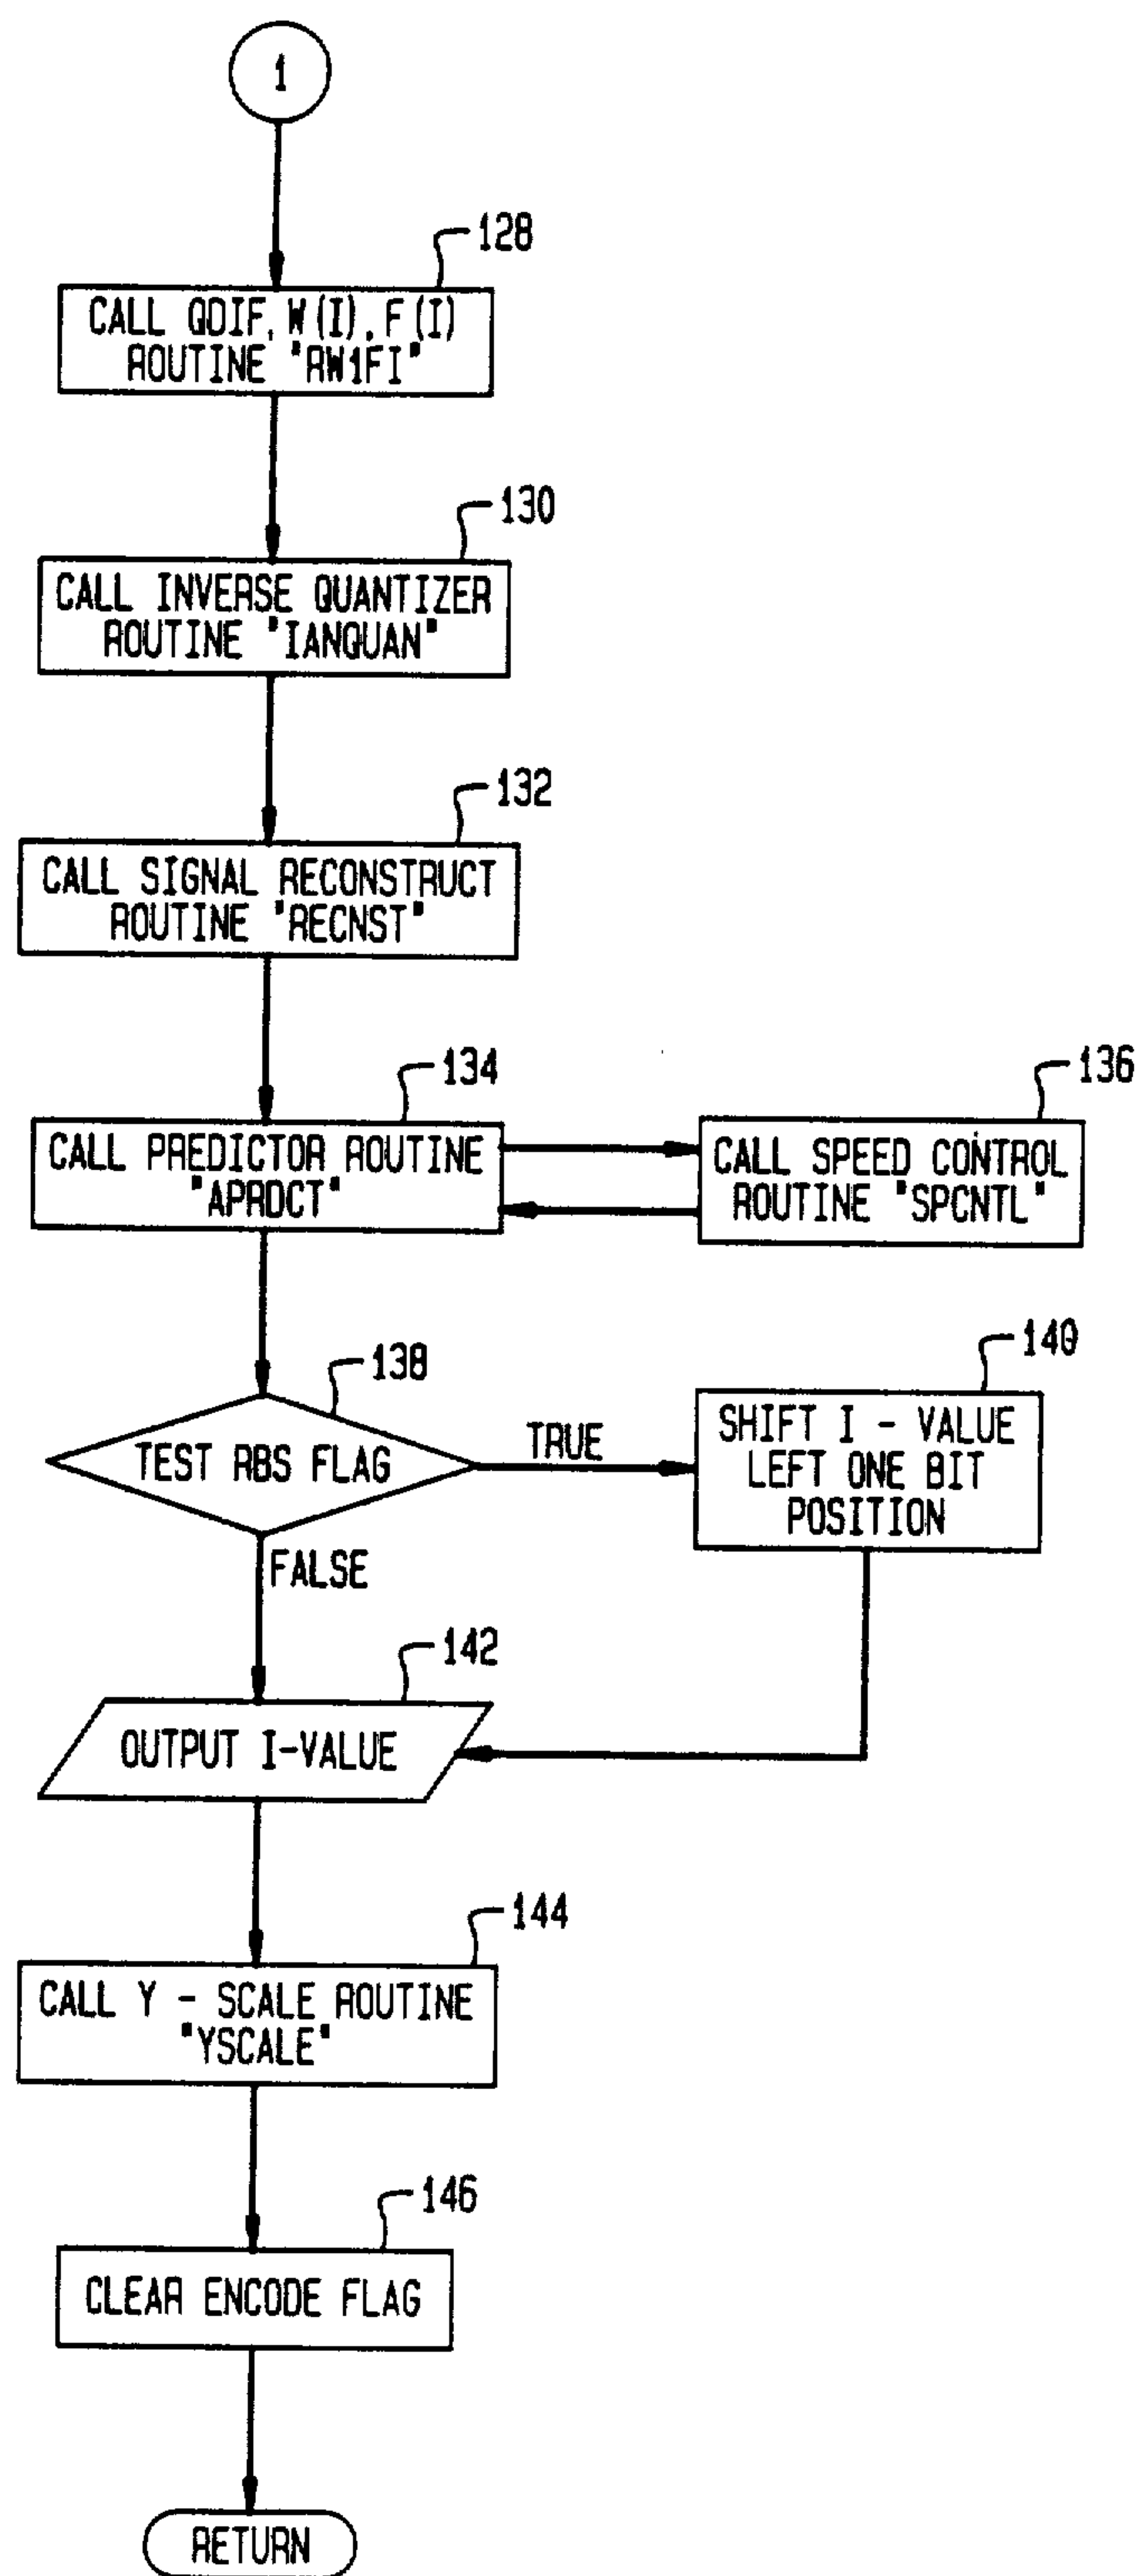 1
128
CALL QDIF, W(I), F(I)
ROUTINE "RW1FI"
130
CALL INVERSE QUANTIZER
ROUTINE "IANQUAN"
132
CALL SIGNAL RECONSTRUCT
ROUTINE "RECNST"
134
CALL PREDICTOR ROUTINE
"APRDCT"
136
CALL SPEED CONTROL
ROUTINE "SPCNTL"
138
TEST RBS FLAG
TRUE
140
SHIFT I - VALUE
LEFT ONE BIT
POSITION
FALSE
142
OUTPUT I-VALUE
144
CALL Y - SCALE ROUTINE
"YSCALE"
146
CLEAR ENCODE FLAG
RETURN